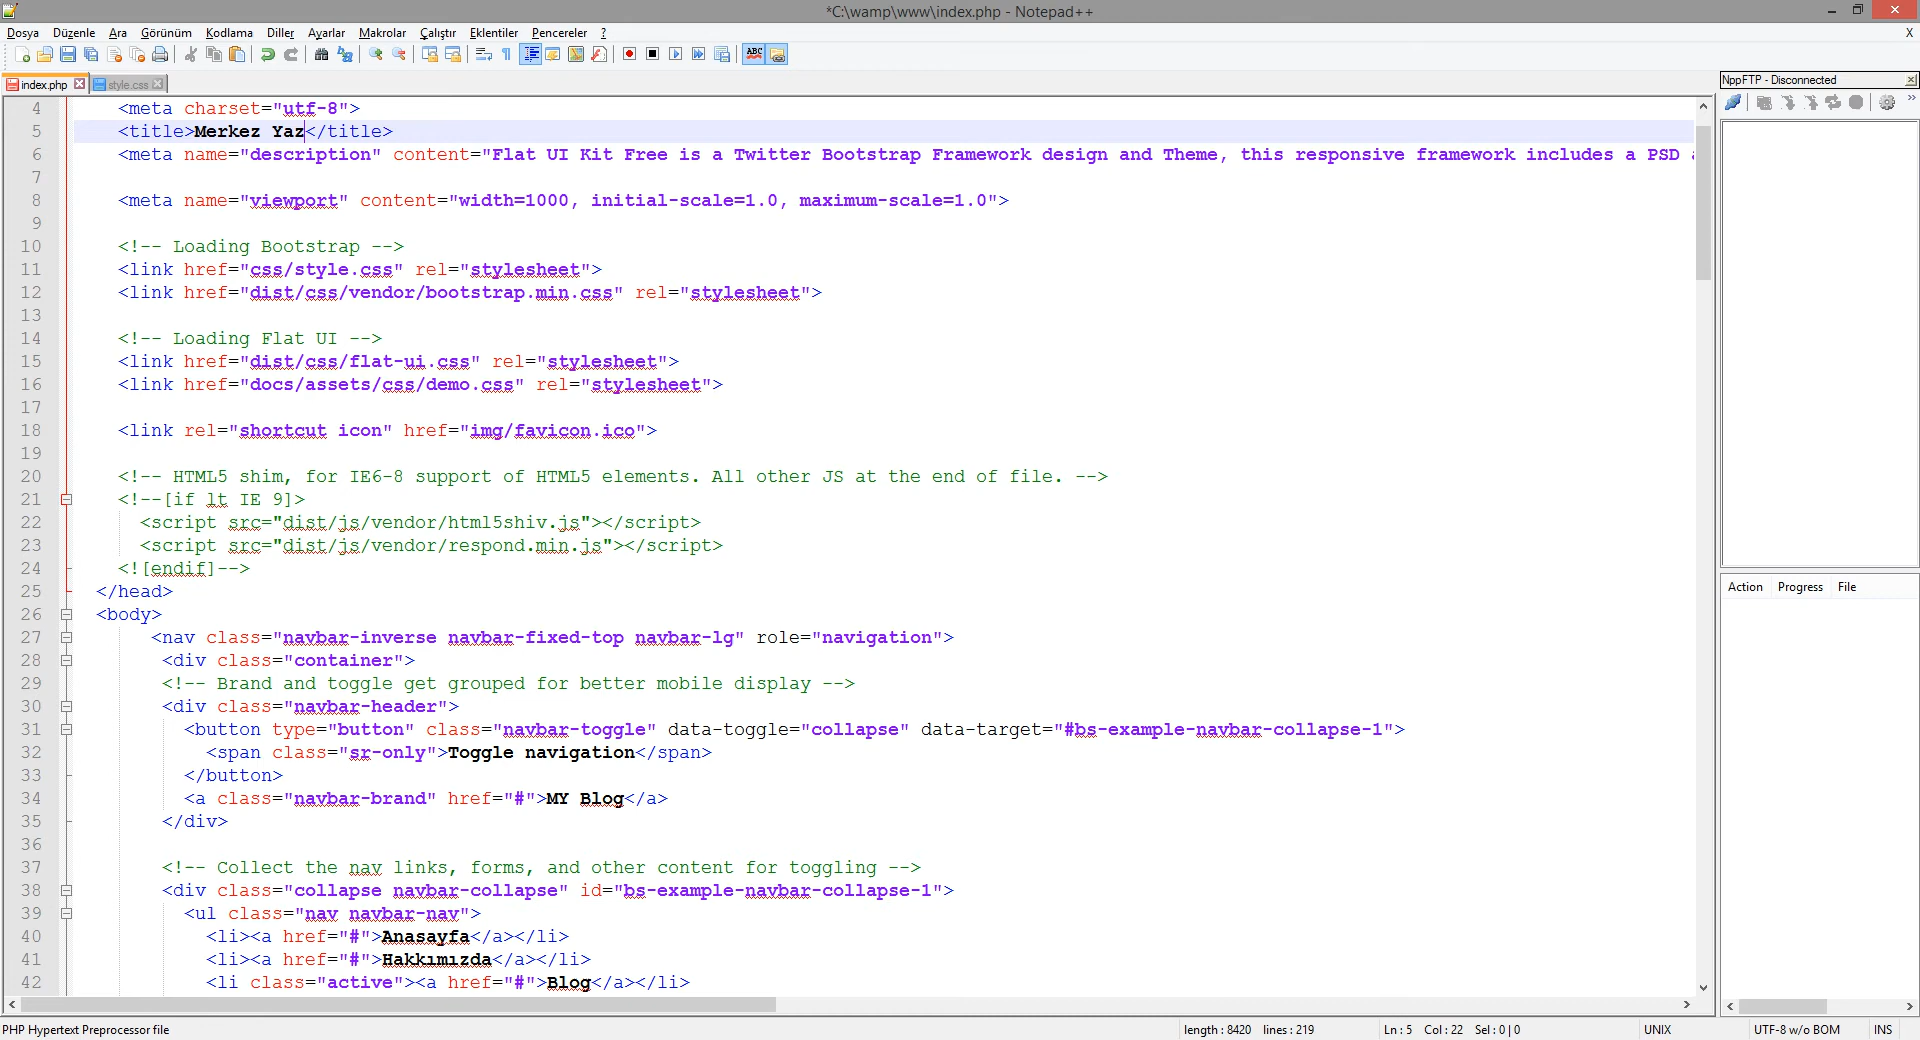 *C:\wamp\www\index.php - Notepad++
Dosya Düzenle Ara Görünüm Kodlama Diller Ayarlar Makrolar Çalıştır Eklentiler Pencereler ? X
index.php style.css
NppFTP - Disconnected
4 <meta charset="utf-8">
5 <title>Merkez Yaz</title>
6 <meta name="description" content="Flat UI Kit Free is a Twitter Bootstrap Framework design and Theme, this responsive framework includes a PSD
7
8 <meta name="viewport" content="width=1000, initial-scale=1.0, maximum-scale=1.0">
9
10 <!-- Loading Bootstrap -->
11 <link href="css/style.css" rel="stylesheet">
12 <link href="dist/css/vendor/bootstrap.min.css" rel="stylesheet">
13
14 <!-- Loading Flat UI -->
15 <link href="dist/css/flat-ui.css" rel="stylesheet">
16 <link href="docs/assets/css/demo.css" rel="stylesheet">
17
18 <link rel="shortcut icon" href="img/favicon.ico">
19
20 <!-- HTML5 shim, for IE6-8 support of HTML5 elements. All other JS at the end of file. -->
21 <!--[if lt IE 9]>
22 <script src="dist/js/vendor/html5shiv.js"></script>
23 <script src="dist/js/vendor/respond.min.js"></script>
24 <![endif]-->
25 </head>
26 <body>
27 <nav class="navbar-inverse navbar-fixed-top navbar-lg" role="navigation">
28 <div class="container">
29 <!-- Brand and toggle get grouped for better mobile display -->
30 <div class="navbar-header">
31 <button type="button" class="navbar-toggle" data-toggle="collapse" data-target="#bs-example-navbar-collapse-1">
32 <span class="sr-only">Toggle navigation</span>
33 </button>
34 <a class="navbar-brand" href="#">MY Blog</a>
35 </div>
36
37 <!-- Collect the nav links, forms, and other content for toggling -->
38 <div class="collapse navbar-collapse" id="bs-example-navbar-collapse-1">
39 <ul class="nav navbar-nav">
40 <li><a href="#">Anasayfa</a></li>
41 <li><a href="#">Hakkımızda</a></li>
42 <li class="active"><a href="#">Blog</a></li>
Action Progress File
PHP Hypertext Preprocessor file length : 8420 lines : 219 Ln : 5 Col : 22 Sel : 0 | 0 UNIX UTF-8 w/o BOM INS